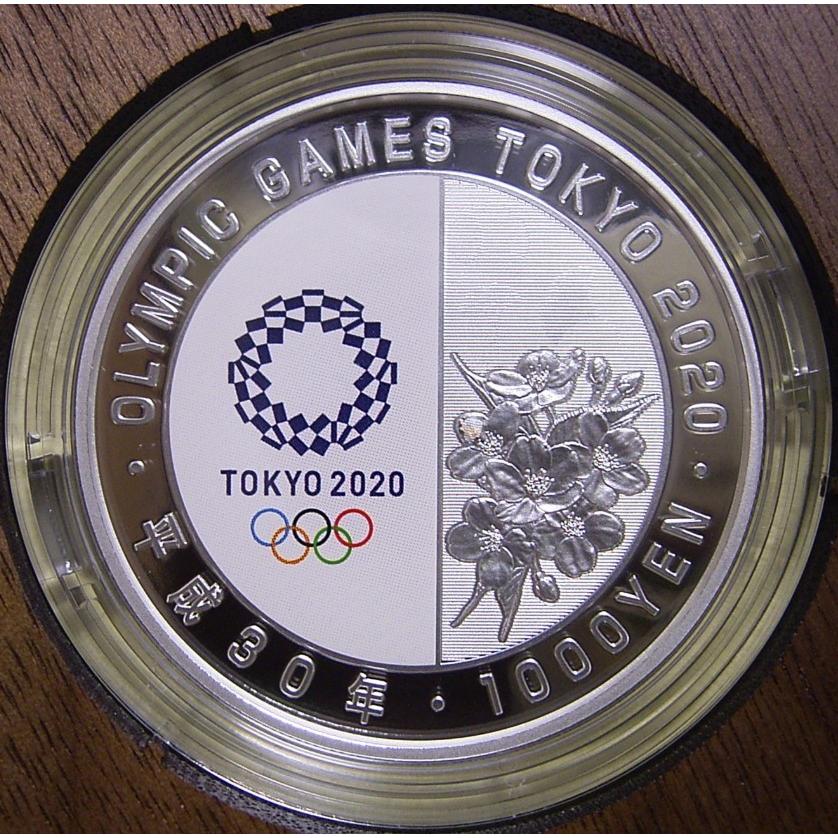 · OLYMPIC GAMES TOKYO 2020 ·
TOKYO 2020
平成30年 · 1000YEN